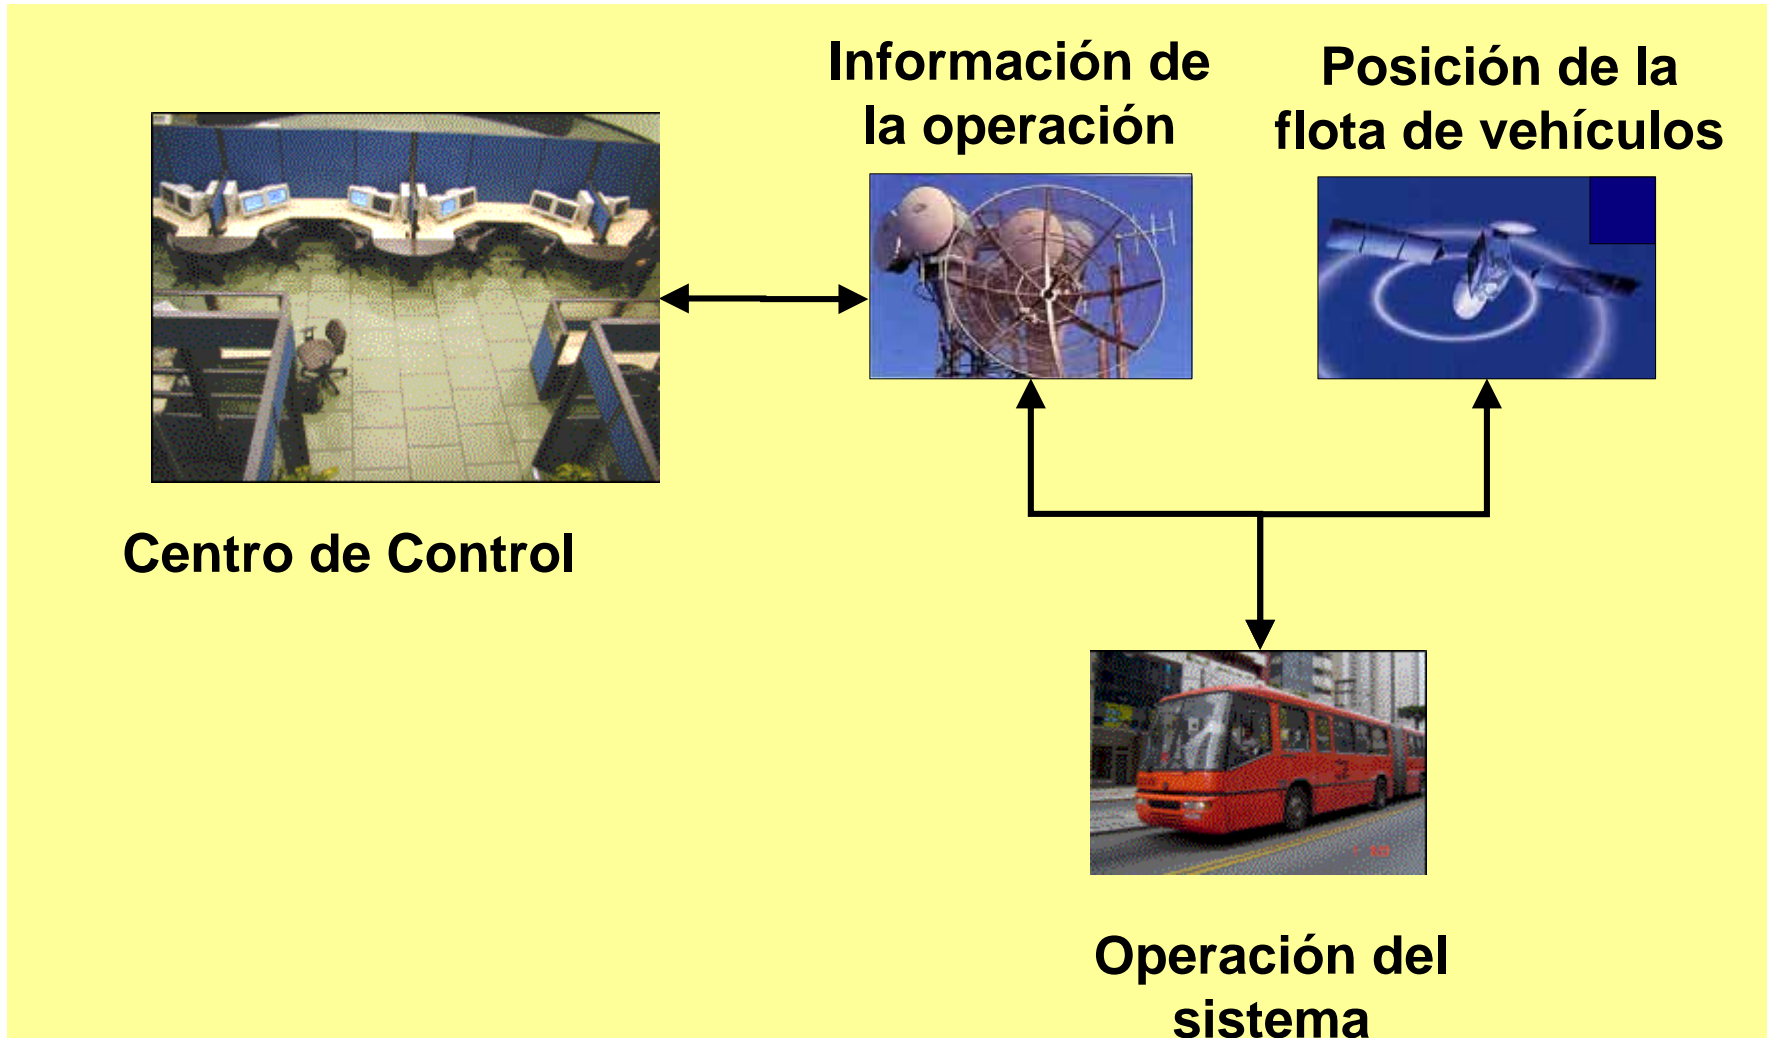 Información de
la operación
Posición de la
flota de vehículos
Centro de Control
Operación del
sistema